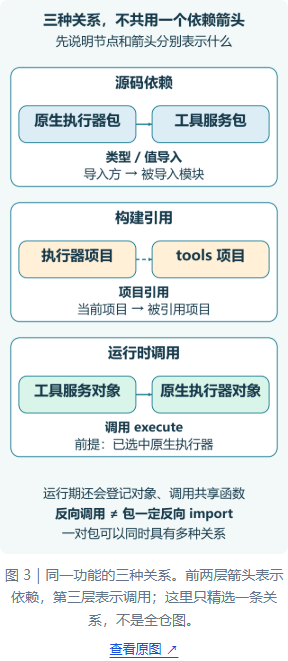 三种关系，不共用一个依赖箭头
先说明节点和箭头分别表示什么
源码依赖
原生执行器包 → 工具服务包
类型 / 值导入
导入方 → 被导入模块
构建引用
执行器项目 → tools 项目
项目引用
当前项目 → 被引用项目
运行时调用
工具服务对象 → 原生执行器对象
调用 execute
前提：已选中原生执行器
运行期还会登记对象、调用共享函数
反向调用 ≠ 包一定反向 import
一对包可以同时具有多种关系
图 3｜同一功能的三种关系。前两层箭头表示
依赖，第三层表示调用；这里只精选一条关
系，不是全仓图。
查看原图 ↗